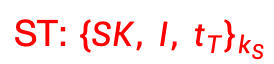 ST: {SK, I, t_T}_{k_S}